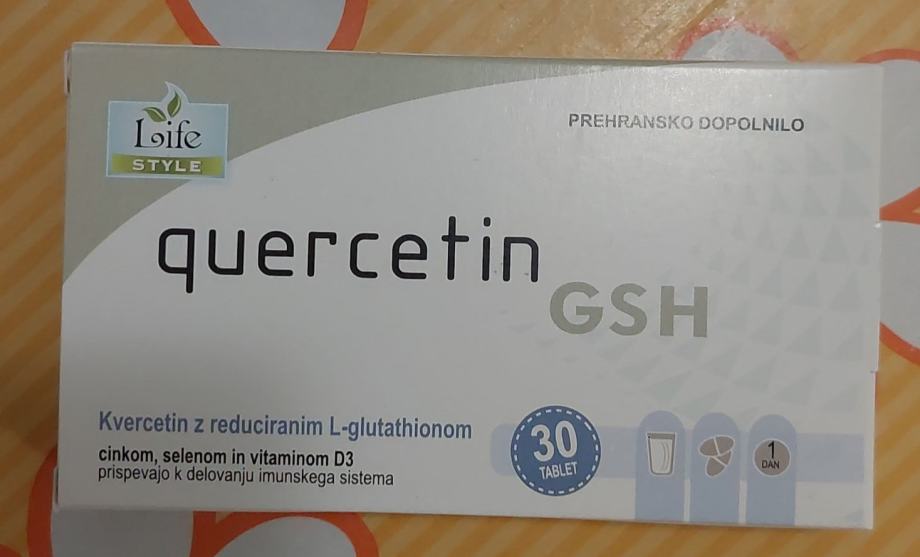 Life
STYLE
PREHRANSKO DOPOLNILO
quercetin
GSH
Kvercetin z reduciranim L-glutathionom
cinkom, selenom in vitaminom D3
prispevajo k delovanju imunskega sistema
30
TABLET
1
DAN